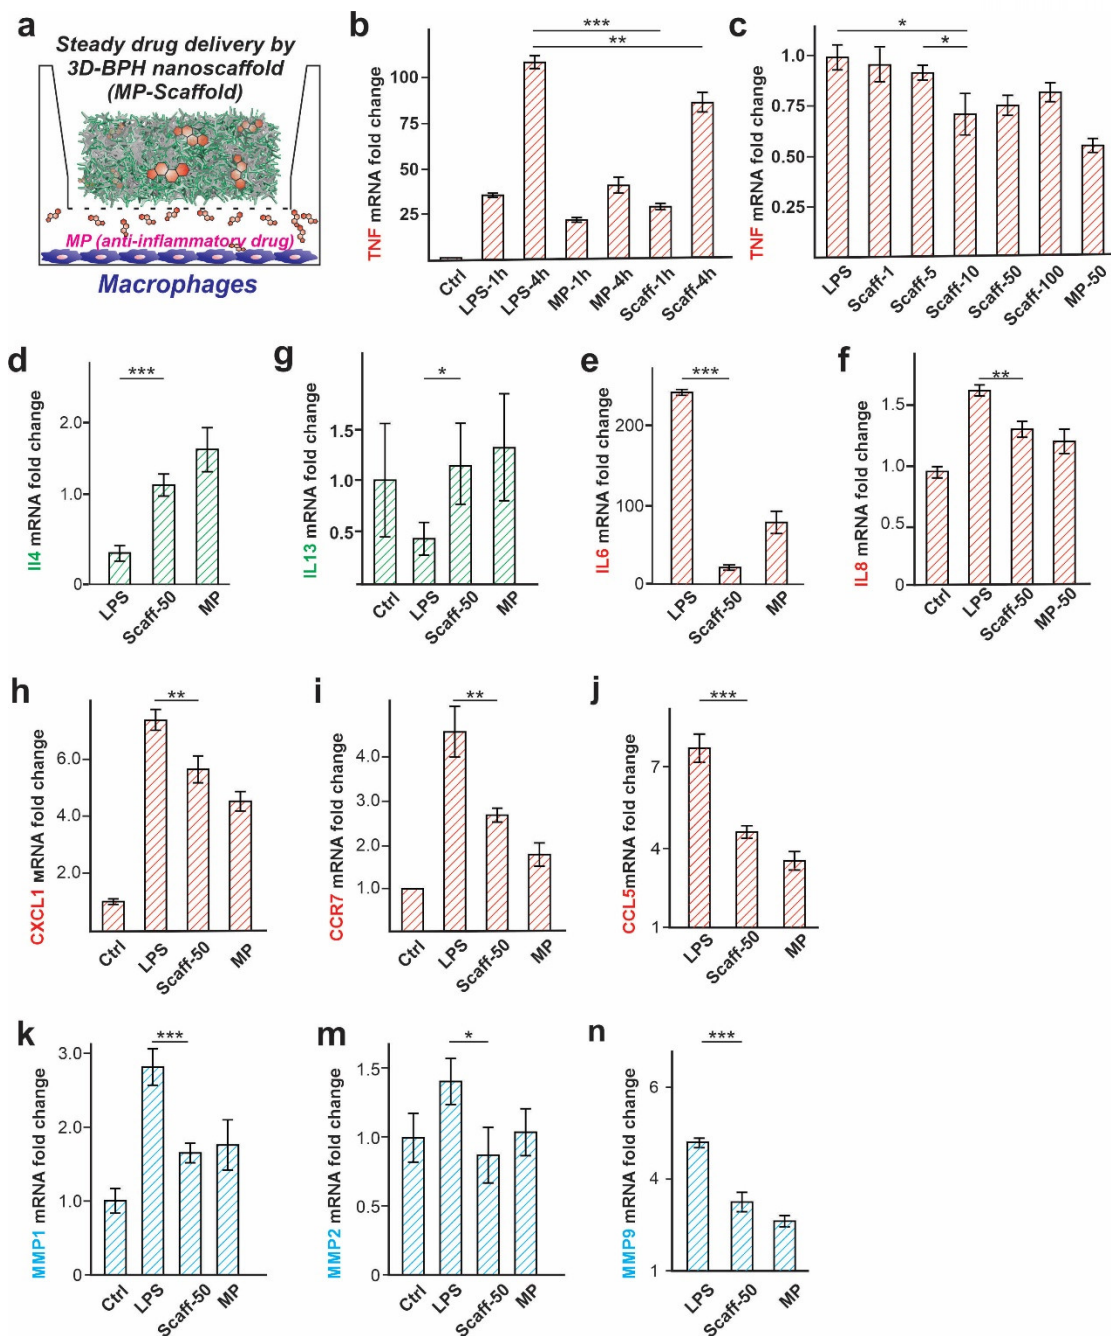 a
Steady drug delivery by
3D-BPH nanoscaffold
(MP-Scaffold)
MP (anti-inflammatory drug)
Macrophages
b
TNF mRNA fold change
100
75
50
25
***
**
Ctrl
LPS-1h
LPS-4h
MP-1h
MP-4h
Scaff-1h
Scaff-4h
c
TNF mRNA fold change
1.0
0.75
0.50
0.25
*
*
LPS
Scaff-1
Scaff-5
Scaff-10
Scaff-50
Scaff-100
MP-50
d
Il4 mRNA fold change
2.0
1.0
0
***
LPS
Scaff-50
MP
g
IL13 mRNA fold change
1.5
1.0
0.5
*
Ctrl
LPS
Scaff-50
MP
e
IL6 mRNA fold change
200
100
0
***
LPS
Scaff-50
MP
f
IL8 mRNA fold change
1.5
1.0
0.5
0
**
Ctrl
LPS
Scaff-50
MP-50
h
CXCL1 мRNA fold change
6.0
4.0
2.0
**
Ctrl
LPS
Scaff-50
MP
i
CCR7 mRNA fold change
4.0
3.0
2.0
1.0
**
Ctrl
LPS
Scaff-50
MP
j
CCL5mRNA fold change
7
4
1
***
LPS
Scaff-50
MP
k
MMP1 mRNA fold change
3.0
2.0
1.0
0
***
Ctrl
LPS
Scaff-50
MP
m
MMP2 mRNA fold change
1.5
1.0
0.5
0
*
Ctrl
LPS
Scaff-50
MP
n
MMP9 mRNA fold change
6
4
1
***
LPS
Scaff-50
MP